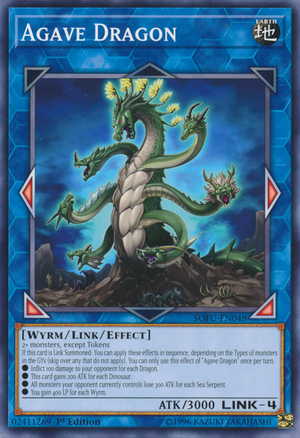 AGAVE DRAGON
EARTH
地
SOFU-EN048
[WYRM/LINK/EFFECT]
2+ monsters, except Tokens
If this card is Link Summoned: You can apply these effects in sequence, depending on the Types of monsters
in the GYs (skip over any that do not apply). You can only use this effect of "Agave Dragon" once per turn.
● Inflict 100 damage to your opponent for each Dragon.
● This card gains 200 ATK for each Dinosaur.
● All monsters your opponent currently controls lose 300 ATK for each Sea Serpent.
● You gain 400 LP for each Wyrm.
ATK/3000 LINK-4
02411269 1st Edition ©1996 KAZUKI TAKAHASHI